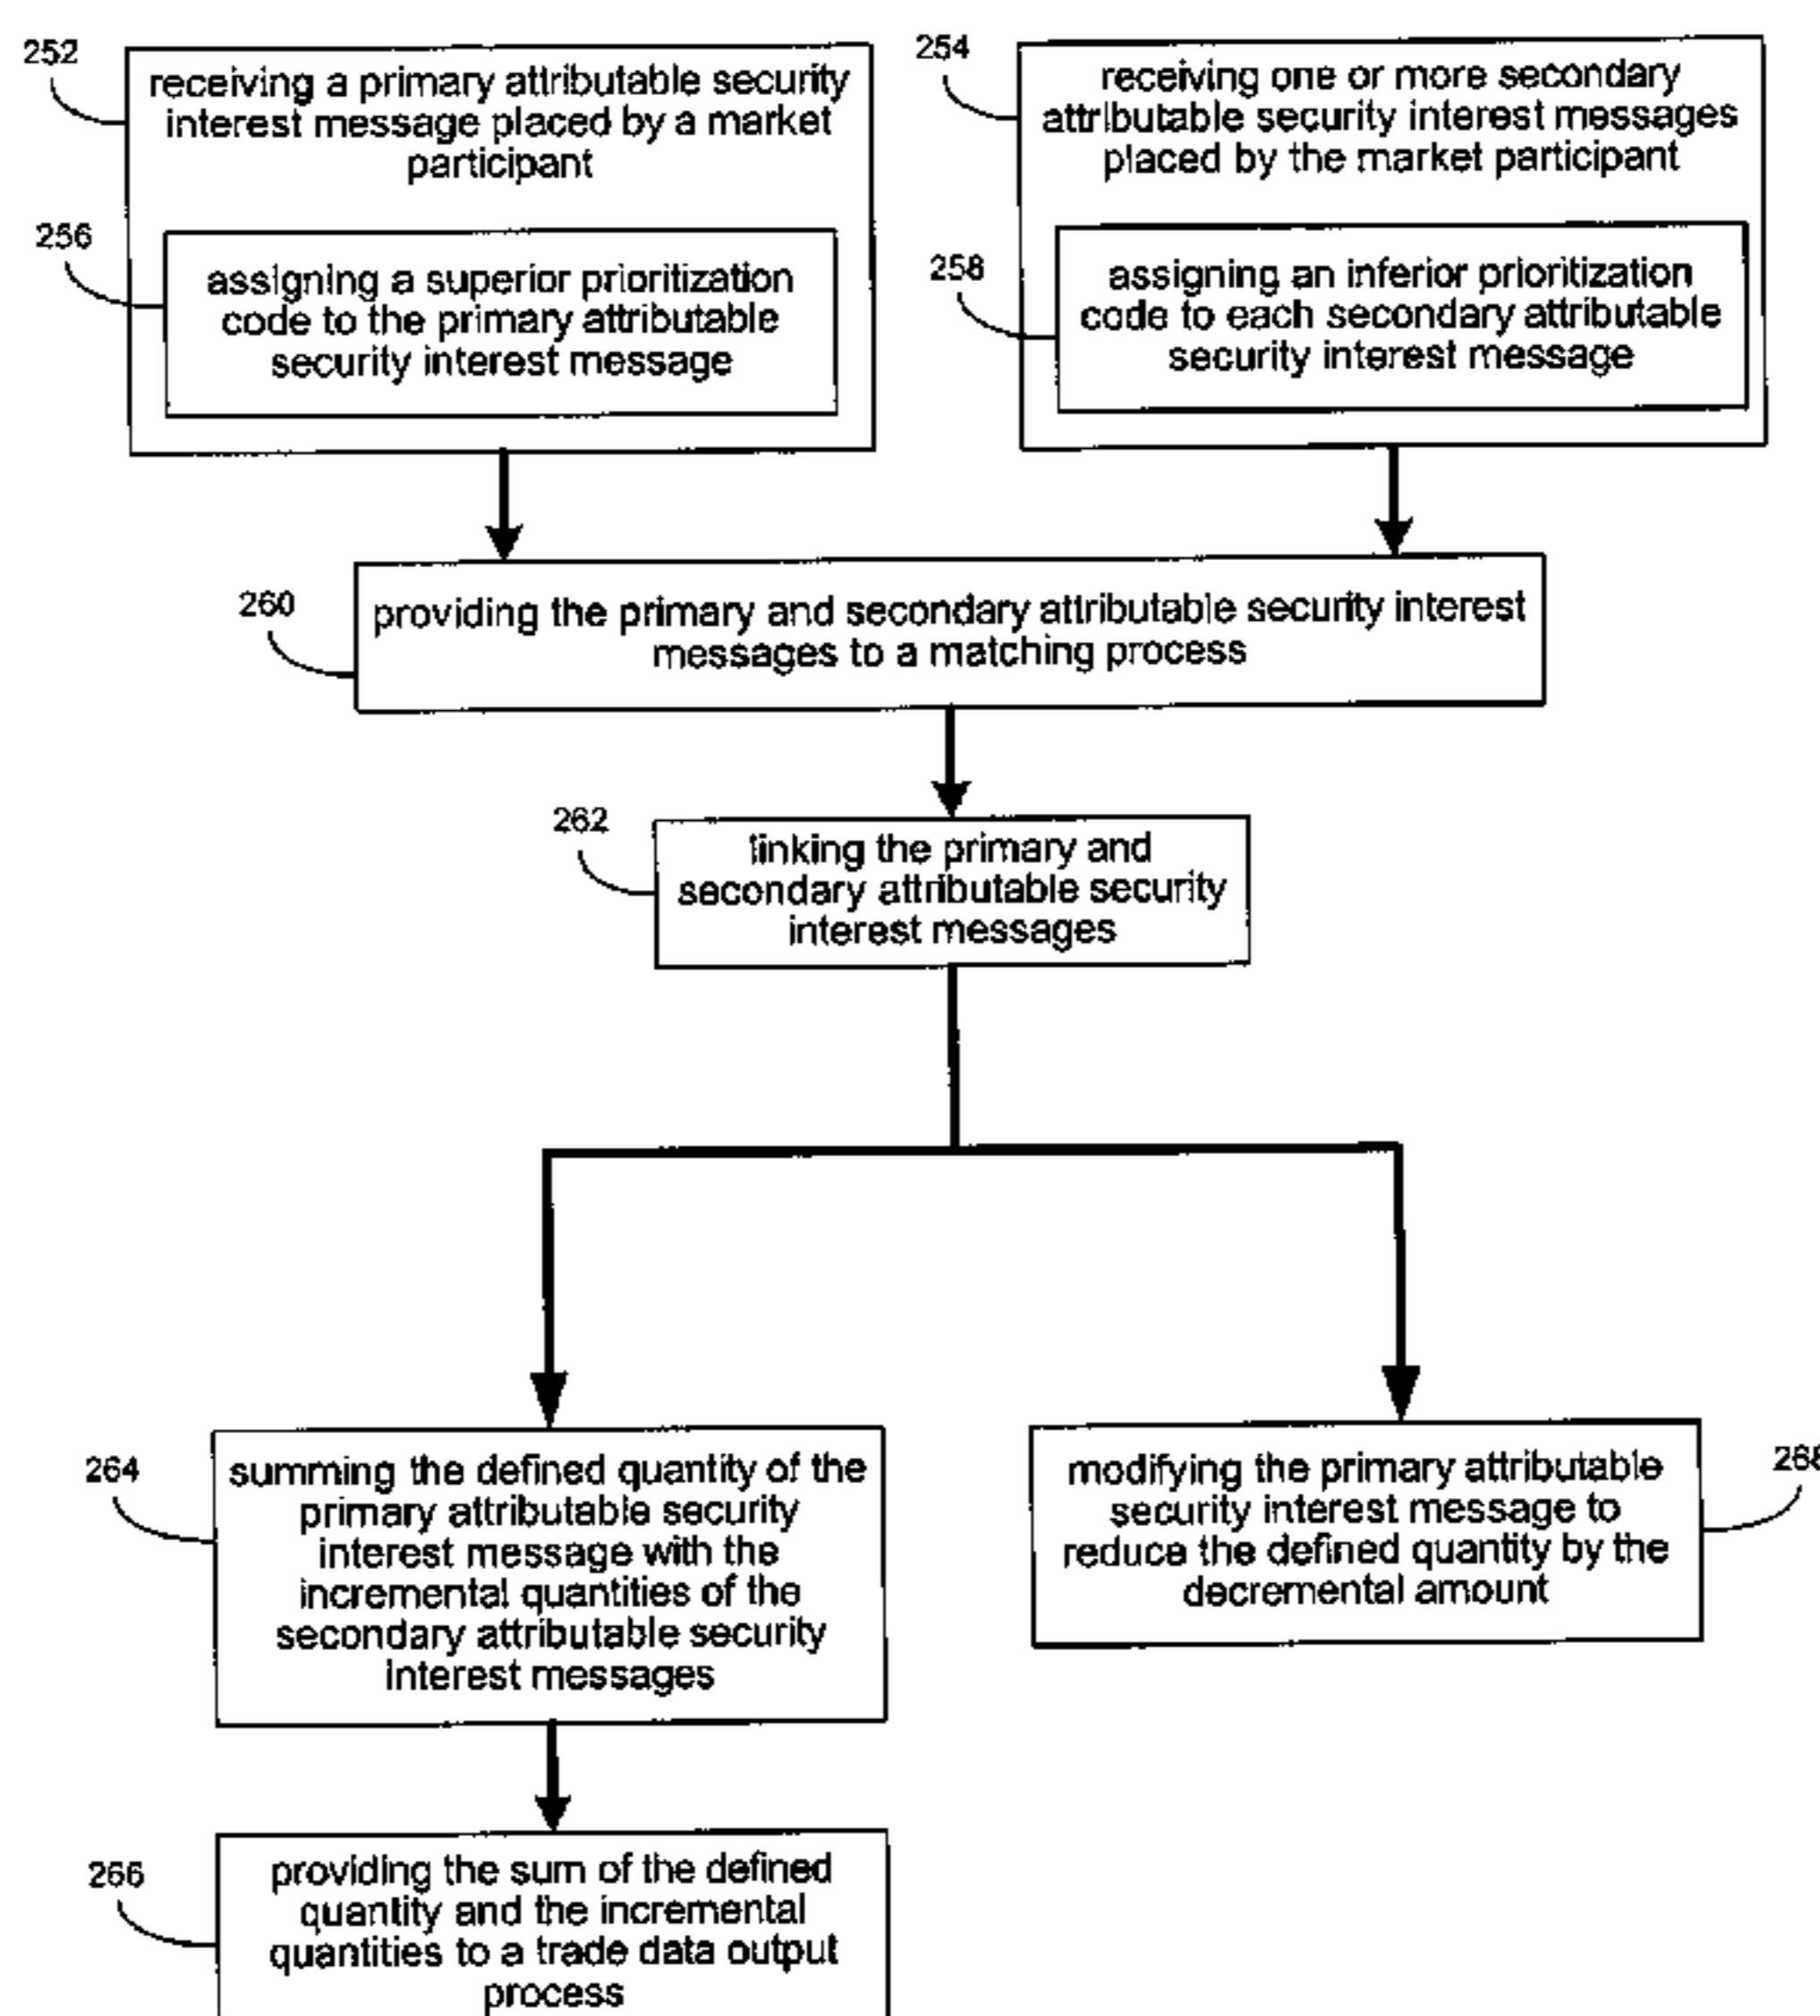 252
receiving a primary attributable security
interest message placed by a market
participant
256
assigning a superior prioritization
code to the primary attributable
security interest message
254
receiving one or more secondary
attributable security interest messages
placed by the market participant
258
assigning an inferior prioritization
code to each secondary attributable
security interest message
260
providing the primary and secondary attributable security interest
messages to a matching process
262
linking the primary and
secondary attributable security
interest messages
264
summing the defined quantity of the
primary attributable security
interest message with the
incremental quantities of the
secondary attributable security
interest messages
268
modifying the primary attributable
security interest message to
reduce the defined quantity by the
decremental amount
266
providing the sum of the defined
quantity and the incremental
quantities to a trade data output
process